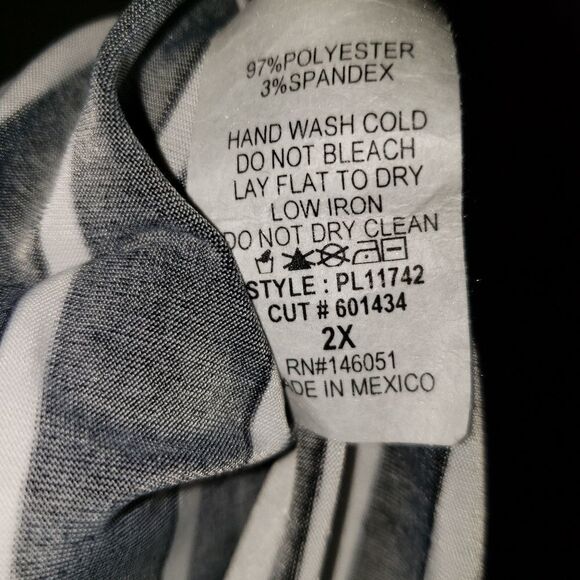 97%POLYESTER
3%SPANDEX
HAND WASH COLD
DO NOT BLEACH
LAY FLAT TO DRY
LOW IRON
DO NOT DRY CLEAN
STYLE : PL11742
CUT # 601434
2X
RN#146051
ADE IN MEXICO